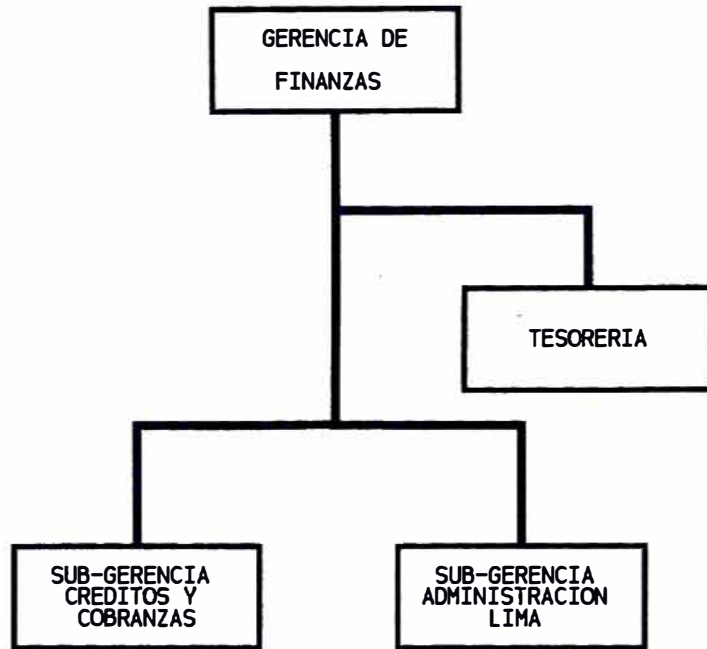 GERENCIA DE
FINANZAS
TESORERIA
SUB-GERENCIA
CREDITOS Y
COBRANZAS
SUB-GERENCIA
ADMINISTRACION
LIMA